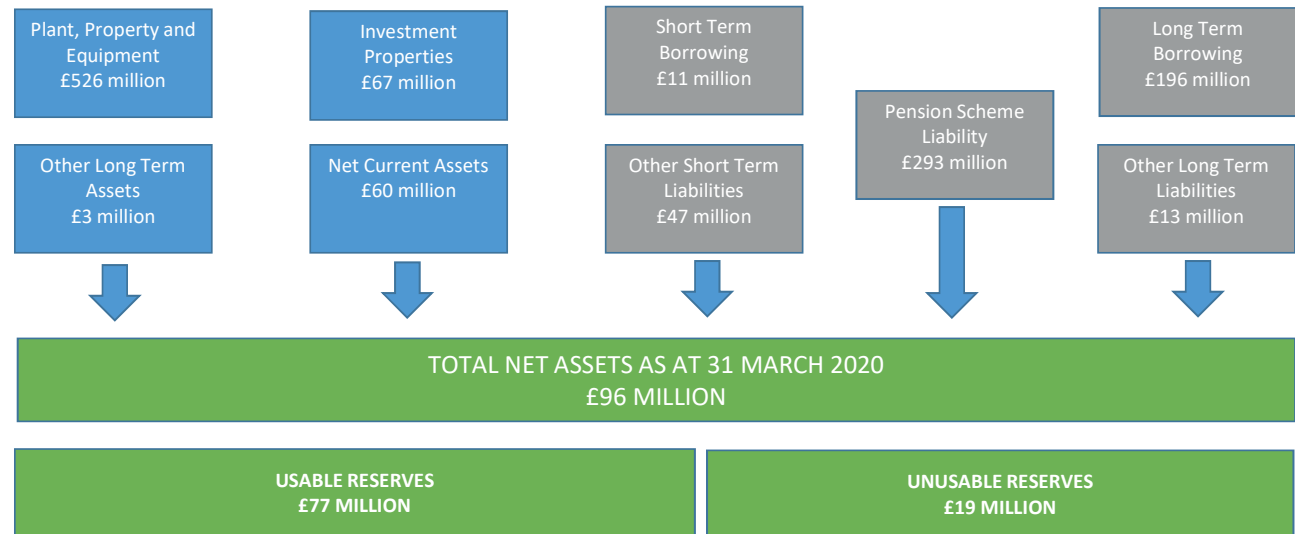 Plant, Property and
Equipment
£526 million
Investment
Properties
£67 million
Short Term
Borrowing
£11 million
Pension Scheme
Liability
£293 million
Long Term
Borrowing
£196 million
Other Long Term
Assets
£3 million
Net Current Assets
£60 million
Other Short Term
Liabilities
£47 million
Other Long Term
Liabilities
£13 million
TOTAL NET ASSETS AS AT 31 MARCH 2020
£96 MILLION
USABLE RESERVES
£77 MILLION
UNUSABLE RESERVES
£19 MILLION